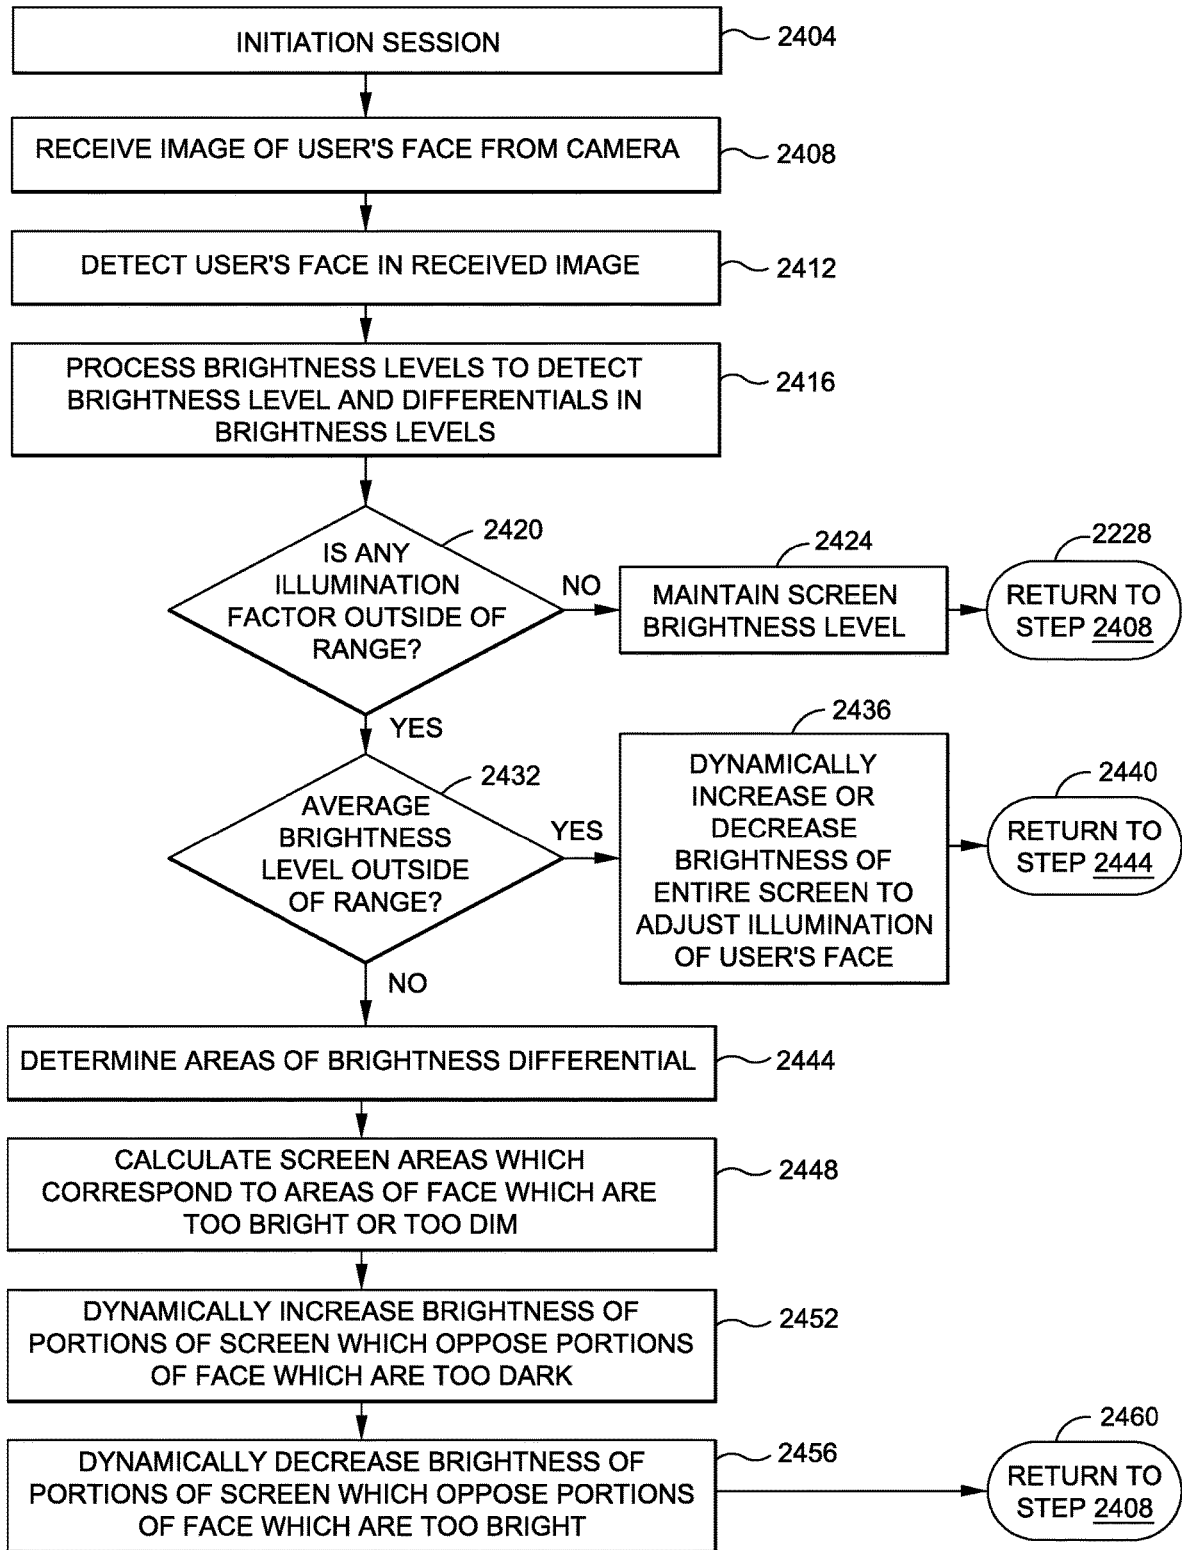 INITIATION SESSION
2404
RECEIVE IMAGE OF USER'S FACE FROM CAMERA
2408
DETECT USER'S FACE IN RECEIVED IMAGE
2412
PROCESS BRIGHTNESS LEVELS TO DETECT
BRIGHTNESS LEVEL AND DIFFERENTIALS IN
BRIGHTNESS LEVELS
2416
IS ANY
ILLUMINATION
FACTOR OUTSIDE OF
RANGE?
2420
NO
MAINTAIN SCREEN
BRIGHTNESS LEVEL
2424
RETURN TO
STEP 2408
2228
YES
AVERAGE
BRIGHTNESS
LEVEL OUTSIDE
OF RANGE?
2432
YES
DYNAMICALLY
INCREASE OR
DECREASE
BRIGHTNESS OF
ENTIRE SCREEN TO
ADJUST ILLUMINATION
OF USER'S FACE
2436
RETURN TO
STEP 2444
2440
NO
DETERMINE AREAS OF BRIGHTNESS DIFFERENTIAL
2444
CALCULATE SCREEN AREAS WHICH
CORRESPOND TO AREAS OF FACE WHICH ARE
TOO BRIGHT OR TOO DIM
2448
DYNAMICALLY INCREASE BRIGHTNESS OF
PORTIONS OF SCREEN WHICH OPPOSE PORTIONS
OF FACE WHICH ARE TOO DARK
2452
DYNAMICALLY DECREASE BRIGHTNESS OF
PORTIONS OF SCREEN WHICH OPPOSE PORTIONS
OF FACE WHICH ARE TOO BRIGHT
2456
RETURN TO
STEP 2408
2460